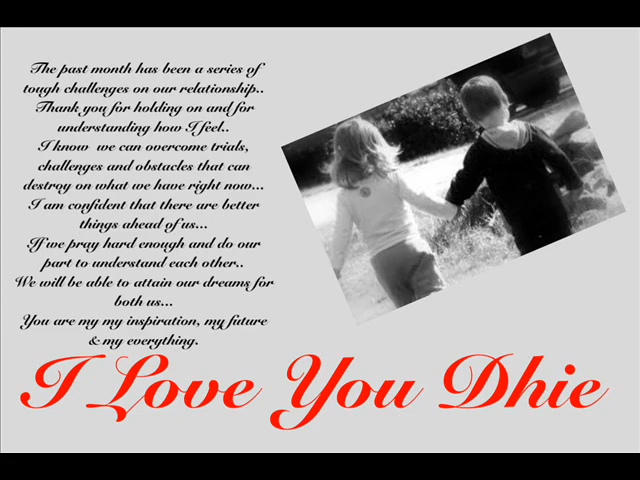 The past month has been a series of
tough challenges on our relationship..
Thank you for holding on and for
understanding how I feel..
I know we can overcome trials,
challenges and obstacles that can
destroy on what we have right now...
I am confident that there are better
things ahead of us...
If we pray hard enough and do our
part to understand each other..
We will be able to attain our dreams for
both us...
You are my my inspiration, my future
& my everything.
I Love You Dhie